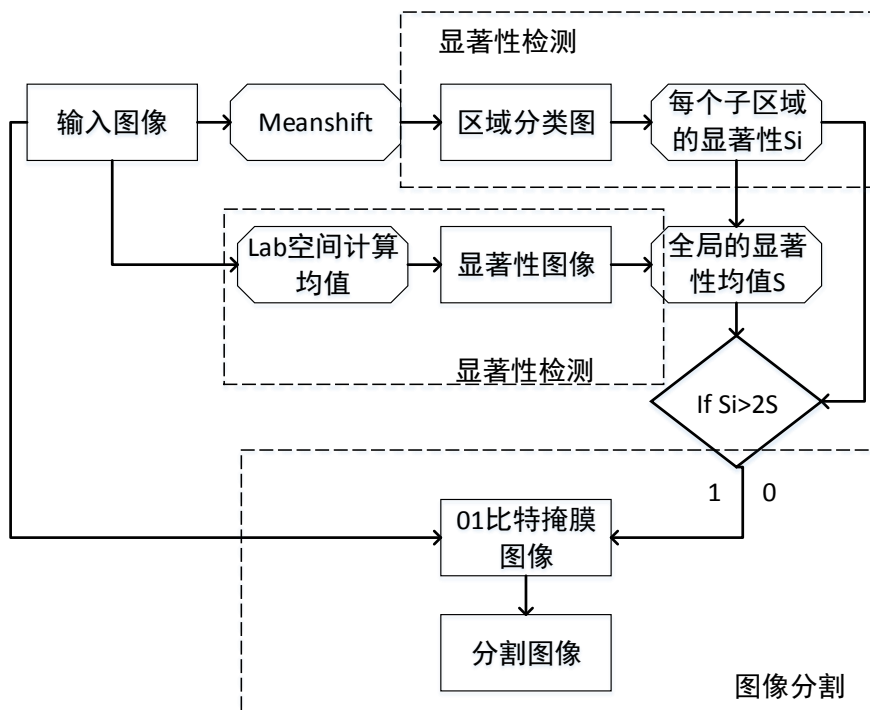 显著性检测
输入图像
Meanshift
区域分类图
每个子区域
的显著性Si
Lab空间计算
均值
显著性图像
全局的显著
性均值S
显著性检测
If Si>2S
1
0
01比特掩膜
图像
分割图像
图像分割